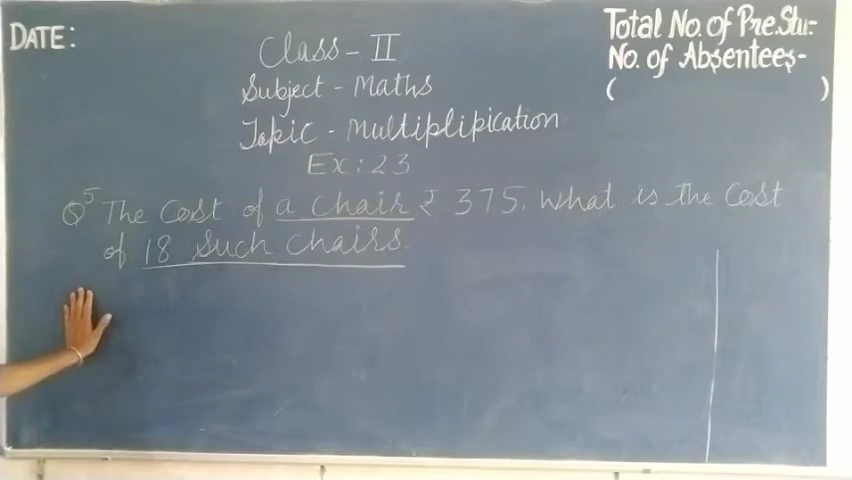 DATE:
Total No. of Pre.Stu:-
No. of Absentees-
( )
Class - II
Subject - Maths
Topic - Multiplipication
Ex: 23
Q5 The Cost of a chair ₹ 375. What is the Cost
of 18 such chairs.